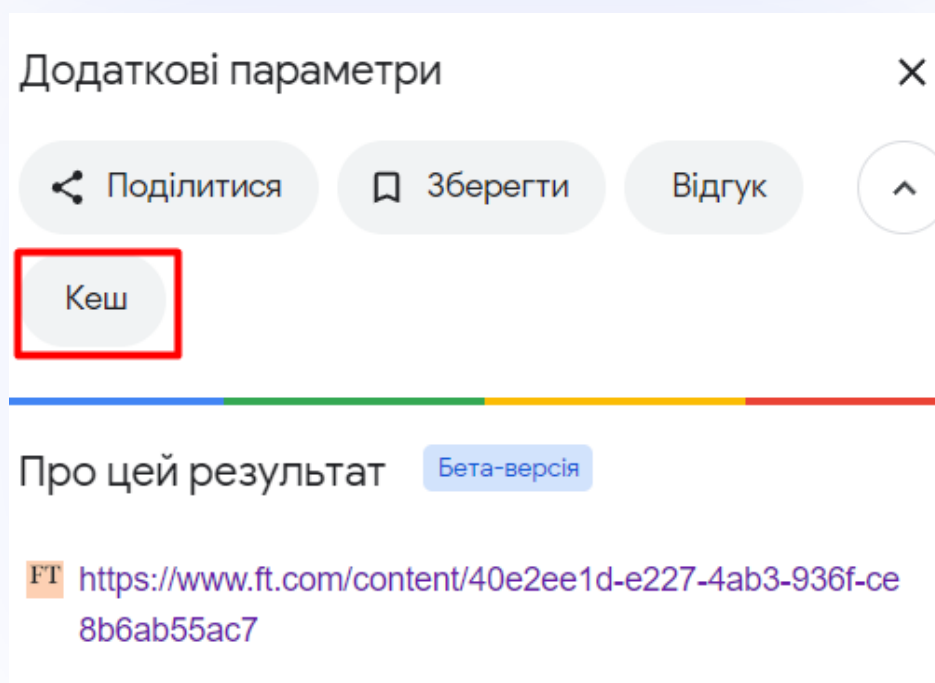 Додаткові параметри
Поділитися Зберегти Відгук
Кеш
Про цей результат Бета-версія
FT https://www.ft.com/content/40e2ee1d-e227-4ab3-936f-ce
8b6ab55ac7